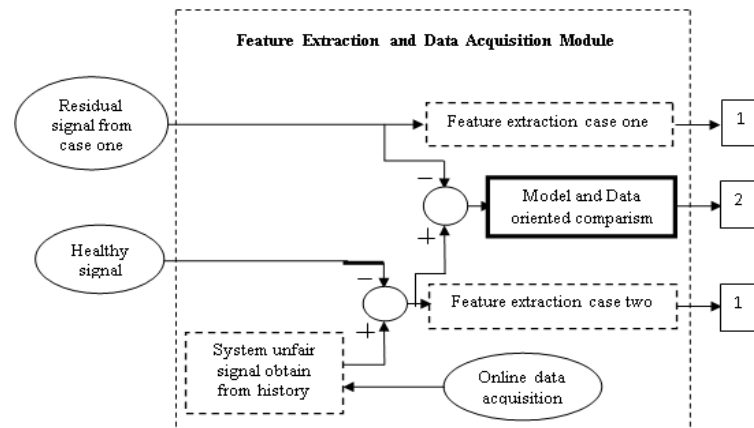 Feature Extraction and Data Acquisition Module
Residual
signal from
case one
Feature extraction case one
1
−
Model and Data
oriented comparism
2
+
Healthy
signal
−
Feature extraction case two
1
+
System unfair
signal obtain
from history
Online data
acquisition